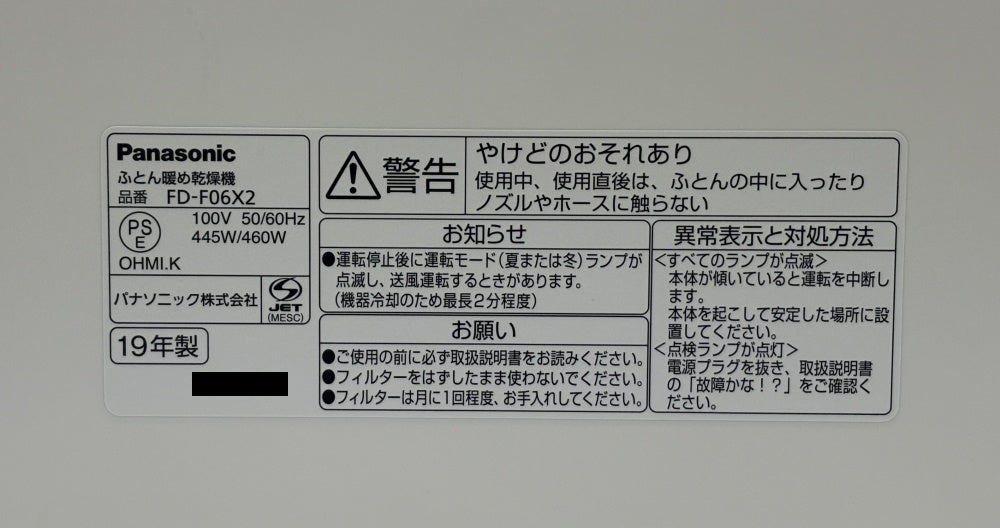 Panasonic
ふとん暖め乾燥機
品番 FD-F06X2
PS
E
100V 50/60Hz
445W/460W
OHMI.K
パナソニック株式会社
JET
(MESC)
19年製
警告
やけどのおそれあり
使用中、使用直後は、ふとんの中に入ったり
ノズルやホースに触らない
お知らせ
●運転停止後に運転モード(夏または冬)ランプが
点滅し、送風運転するときがあります。
(機器冷却のため最長2分程度)
お願い
●ご使用の前に必ず取扱説明書をお読みください。
●フィルターをはずしたまま使わないでください。
●フィルターは月に1回程度、お手入れしてください。
異常表示と対処方法
<すべてのランプが点滅>
本体が傾いていると運転を中断し
ます。
本体を起こして安定した場所に設
置してください。
<点検ランプが点灯>
電源プラグを抜き、取扱説明書
の「故障かな!?」をご確認く
ださい。